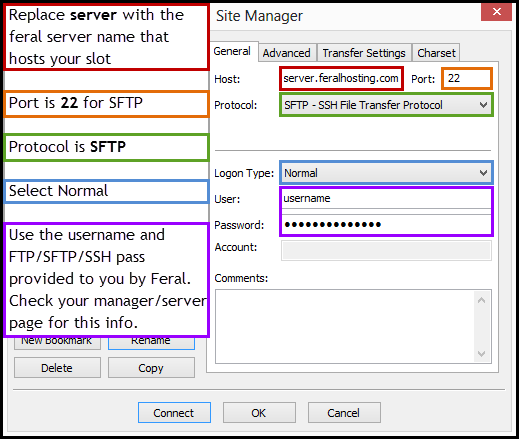 Replace server with the
feral server name that
hosts your slot
Port is 22 for SFTP
Protocol is SFTP
Select Normal
Use the username and
FTP/SFTP/SSH pass
provided to you by Feral.
Check your manager/server
page for this info.
New Bookmark Rename
Delete Copy
Site Manager
General Advanced Transfer Settings Charset
Host: server.feralhosting.com Port: 22
Protocol: SFTP - SSH File Transfer Protocol
Logon Type: Normal
User: username
Password: ●●●●●●●●●●●●●●
Account:
Comments:
Connect OK Cancel